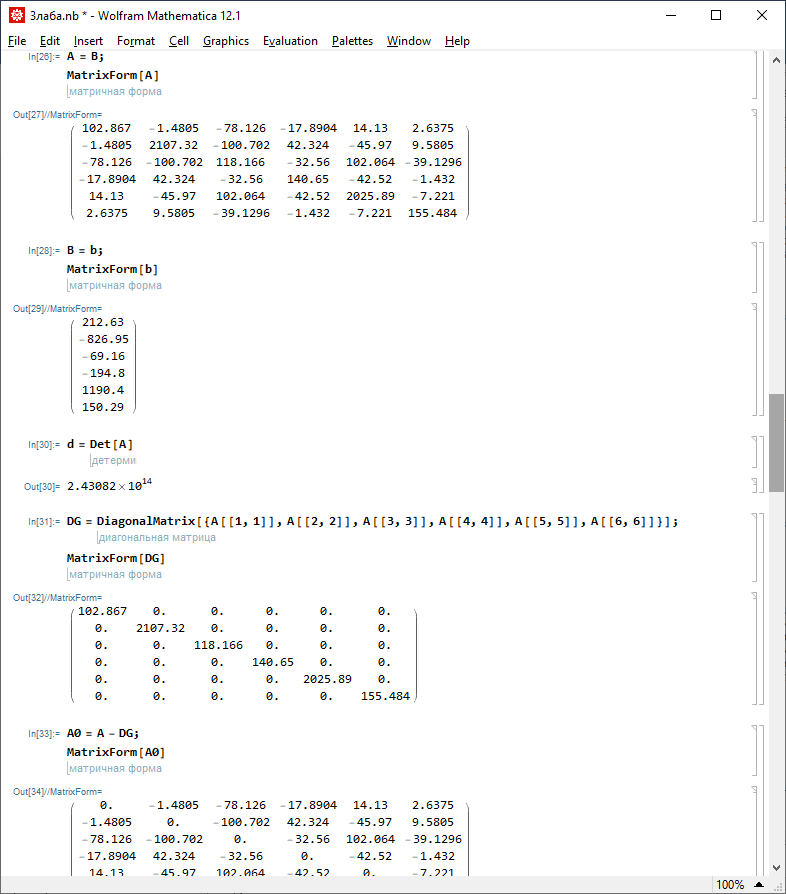 3лаба.nb * - Wolfram Mathematica 12.1
File Edit Insert Format Cell Graphics Evaluation Palettes Window Help
In[26]:= A = B;
MatrixForm[A]
матричная форма
Out[27]//MatrixForm=
102.867 -1.4805 -78.126 -17.8904 14.13 2.6375
-1.4805 2107.32 -100.702 42.324 -45.97 9.5805
-78.126 -100.702 118.166 -32.56 102.064 -39.1296
-17.8904 42.324 -32.56 140.65 -42.52 -1.432
14.13 -45.97 102.064 -42.52 2025.89 -7.221
2.6375 9.5805 -39.1296 -1.432 -7.221 155.484
In[28]:= B = b;
MatrixForm[b]
матричная форма
Out[29]//MatrixForm=
212.63
-826.95
-69.16
-194.8
1190.4
150.29
In[30]:= d = Det[A]
детерми
Out[30]= 2.43082×10^14
In[31]:= DG = DiagonalMatrix[{A[[1, 1]], A[[2, 2]], A[[3, 3]], A[[4, 4]], A[[5, 5]], A[[6, 6]]}];
диагональная матрица
MatrixForm[DG]
матричная форма
Out[32]//MatrixForm=
102.867 0. 0. 0. 0. 0.
0. 2107.32 0. 0. 0. 0.
0. 0. 118.166 0. 0. 0.
0. 0. 0. 140.65 0. 0.
0. 0. 0. 0. 2025.89 0.
0. 0. 0. 0. 0. 155.484
In[33]:= A0 = A - DG;
MatrixForm[A0]
матричная форма
Out[34]//MatrixForm=
0. -1.4805 -78.126 -17.8904 14.13 2.6375
-1.4805 0. -100.702 42.324 -45.97 9.5805
-78.126 -100.702 0. -32.56 102.064 -39.1296
-17.8904 42.324 -32.56 0. -42.52 -1.432
14.13 -45.97 102.064 -42.52 0. -7.221
100%